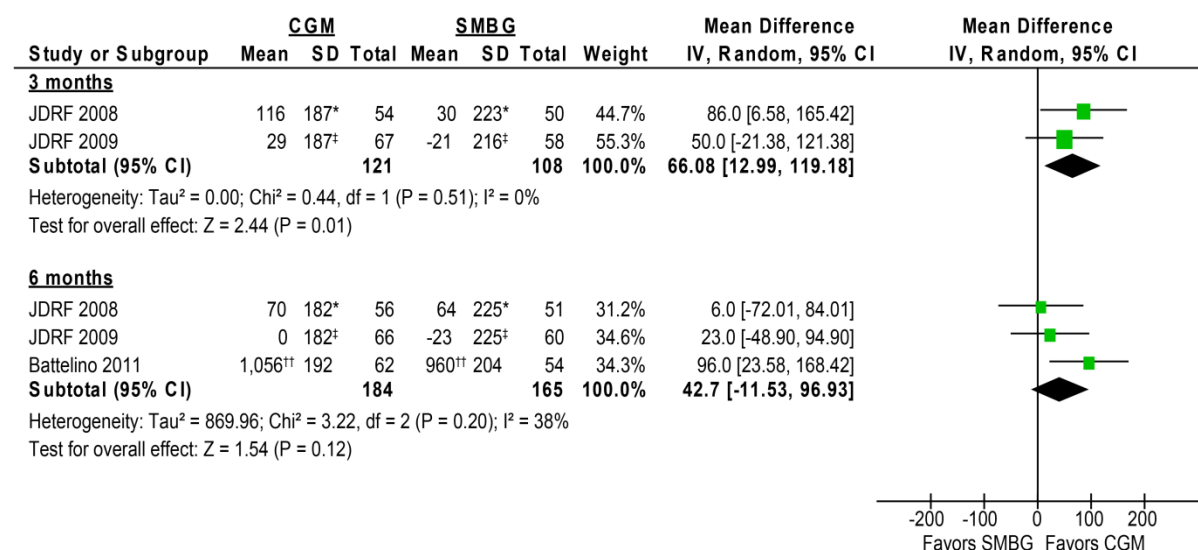 CGM SMBG Mean Difference Mean Difference
Study or Subgroup Mean SD Total Mean SD Total Weight IV, Random, 95% CI IV, Random, 95% CI
3 months
JDRF 2008 116 187* 54 30 223* 50 44.7% 86.0 [6.58, 165.42]
JDRF 2009 29 187‡ 67 -21 216‡ 58 55.3% 50.0 [-21.38, 121.38]
Subtotal (95% CI) 121 108 100.0% 66.08 [12.99, 119.18]
Heterogeneity: Tau² = 0.00; Chi² = 0.44, df = 1 (P = 0.51); I² = 0%
Test for overall effect: Z = 2.44 (P = 0.01)
6 months
JDRF 2008 70 182* 56 64 225* 51 31.2% 6.0 [-72.01, 84.01]
JDRF 2009 0 182‡ 66 -23 225‡ 60 34.6% 23.0 [-48.90, 94.90]
Battelino 2011 1,056†† 192 62 960†† 204 54 34.3% 96.0 [23.58, 168.42]
Subtotal (95% CI) 184 165 100.0% 42.7 [-11.53, 96.93]
Heterogeneity: Tau² = 869.96; Chi² = 3.22, df = 2 (P = 0.20); I² = 38%
Test for overall effect: Z = 1.54 (P = 0.12)
-200 -100 0 100 200
Favors SMBG Favors CGM